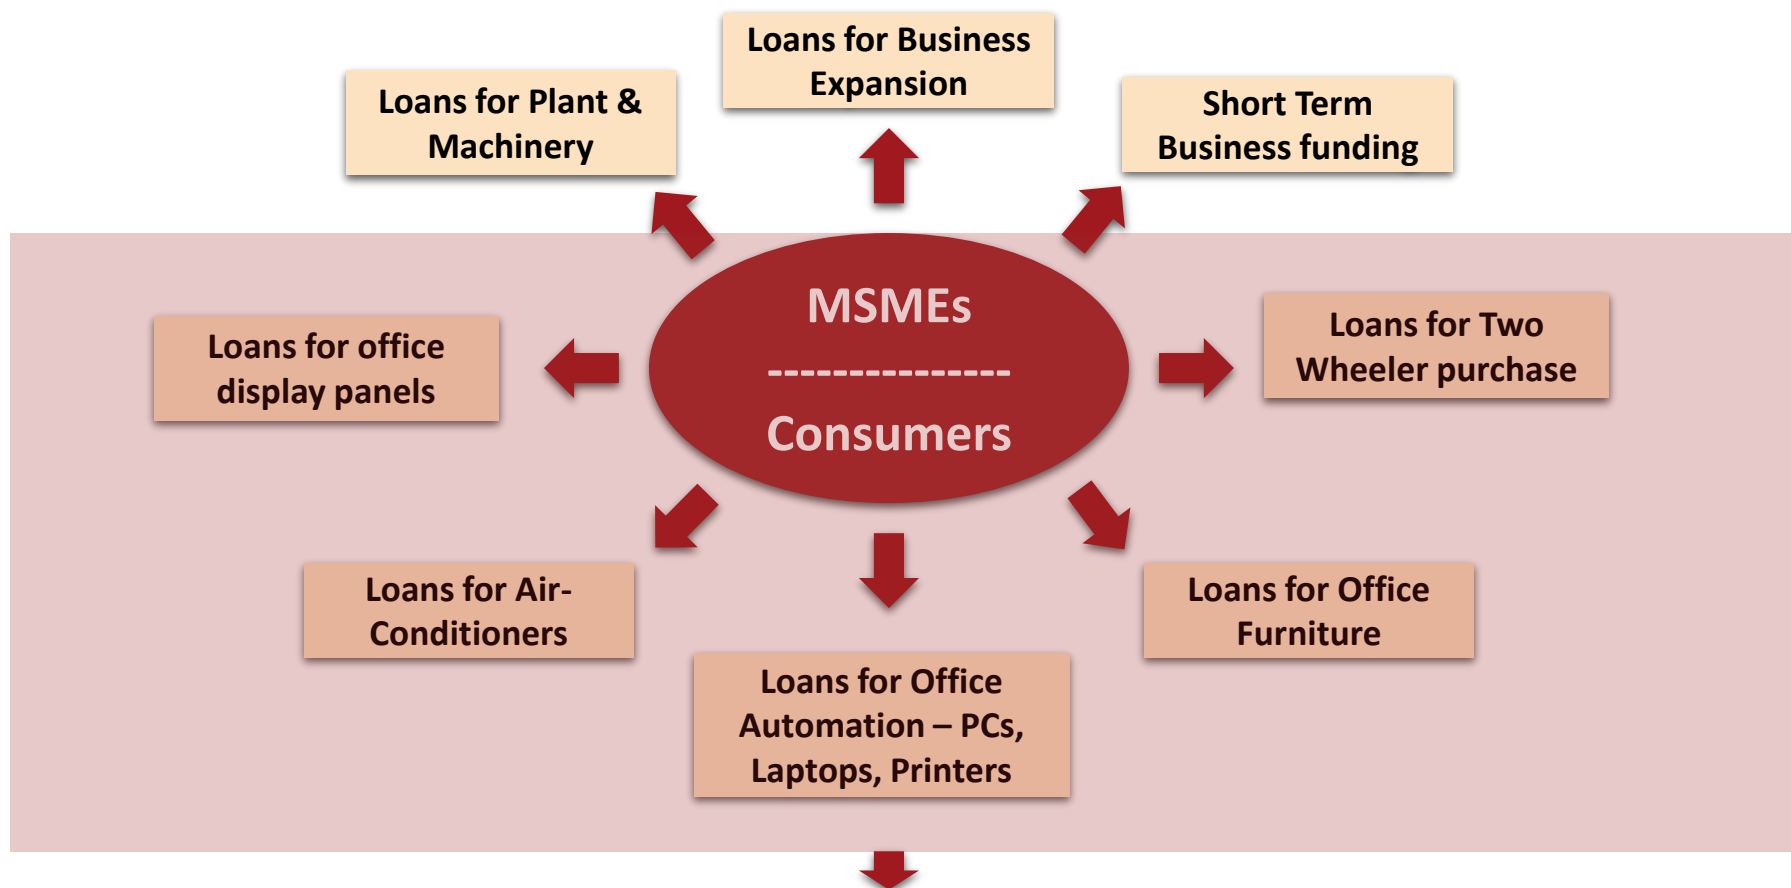 Loans for Business
Expansion
Loans for Plant &
Machinery
Short Term
Business funding
MSMEs
---------------
Consumers
Loans for office
display panels
Loans for Two
Wheeler purchase
Loans for Air-
Conditioners
Loans for Office
Furniture
Loans for Office
Automation – PCs,
Laptops, Printers